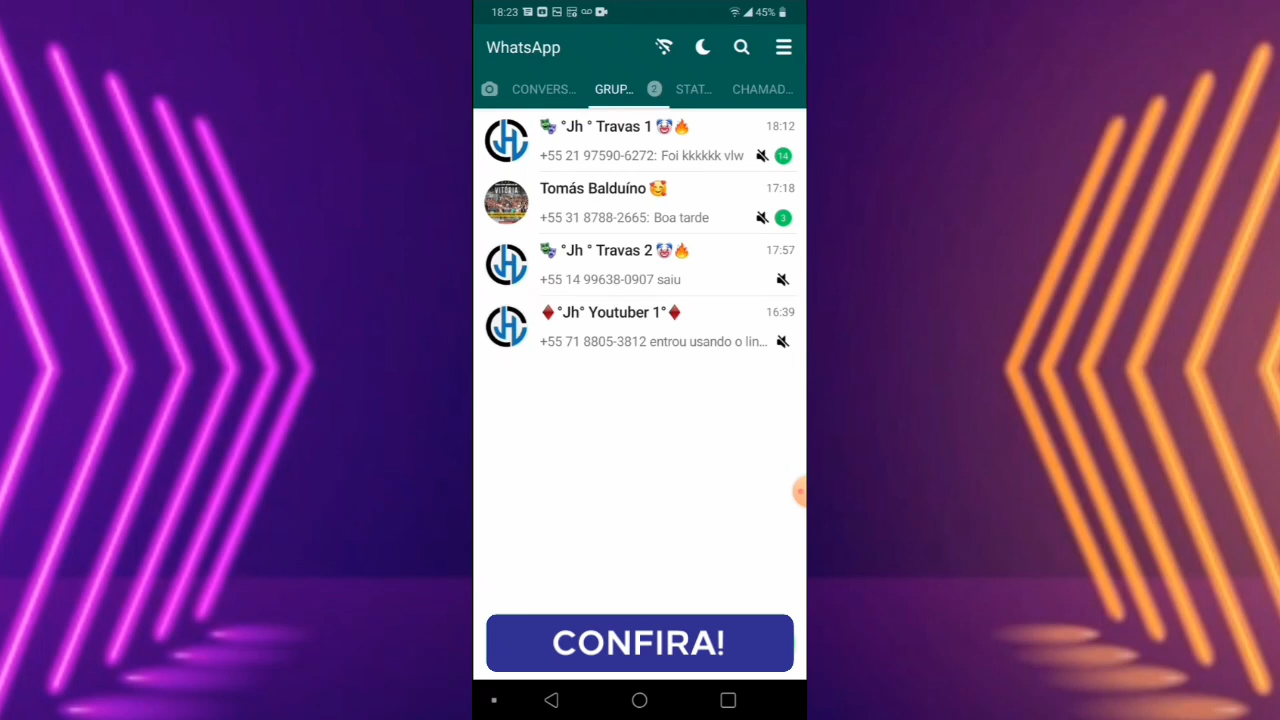 18:23
45%
WhatsApp
CONVERS...
GRUP...
2
STAT...
CHAMAD...
🎭 °Jh ° Travas 1 🤡🔥
18:12
+55 21 97590-6272: Foi kkkkkk vlw
14
VITÓRIA
Tomás Balduíno 🥰
17:18
+55 31 8788-2665: Boa tarde
3
🎭 °Jh ° Travas 2 🤡🔥
17:57
+55 14 99638-0907 saiu
♦️°Jh° Youtuber 1°♦️
16:39
+55 71 8805-3812 entrou usando o lin...
CONFIRA!